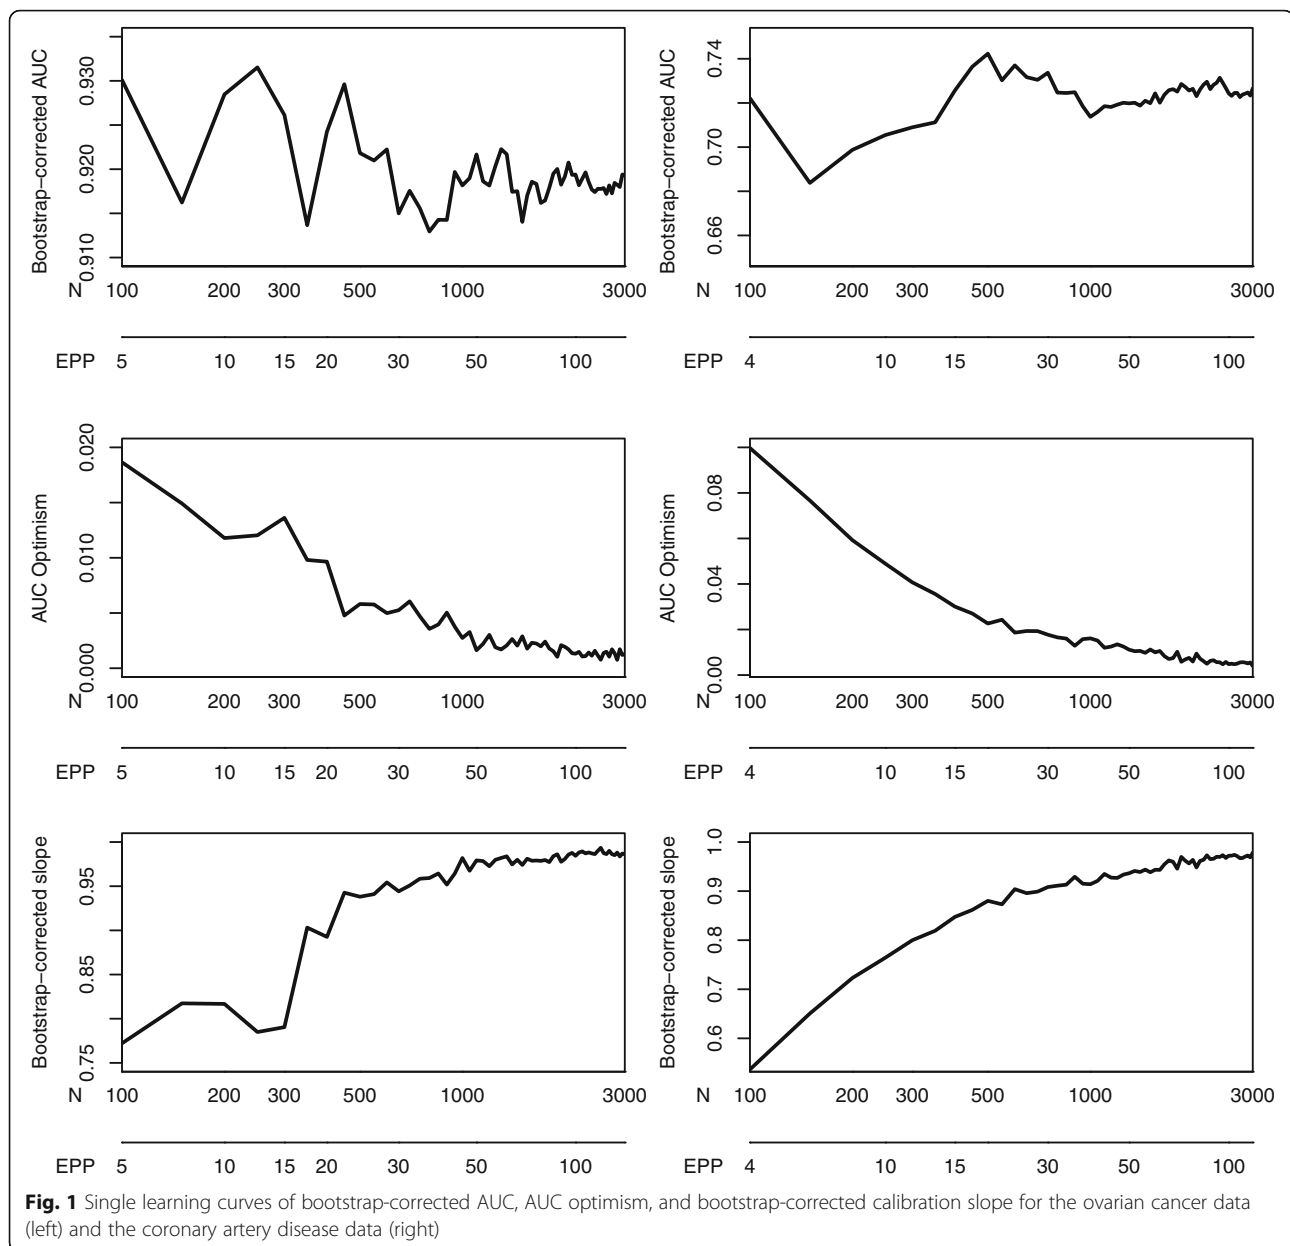 Bootstrap−corrected AUC
0.910 0.920 0.930
N 100 200 300 500 1000 3000
EPP 5 10 15 20 30 50 100
Bootstrap−corrected AUC
0.66 0.70 0.74
N 100 200 300 500 1000 3000
EPP 4 10 15 30 50 100
AUC Optimism
0.000 0.010 0.020
N 100 200 300 500 1000 3000
EPP 5 10 15 20 30 50 100
AUC Optimism
0.00 0.04 0.08
N 100 200 300 500 1000 3000
EPP 4 10 15 30 50 100
Bootstrap−corrected slope
0.75 0.85 0.95
N 100 200 300 500 1000 3000
EPP 5 10 15 20 30 50 100
Bootstrap−corrected slope
0.6 0.7 0.8 0.9 1.0
N 100 200 300 500 1000 3000
EPP 4 10 15 30 50 100
Fig. 1 Single learning curves of bootstrap-corrected AUC, AUC optimism, and bootstrap-corrected calibration slope for the ovarian cancer data
(left) and the coronary artery disease data (right)